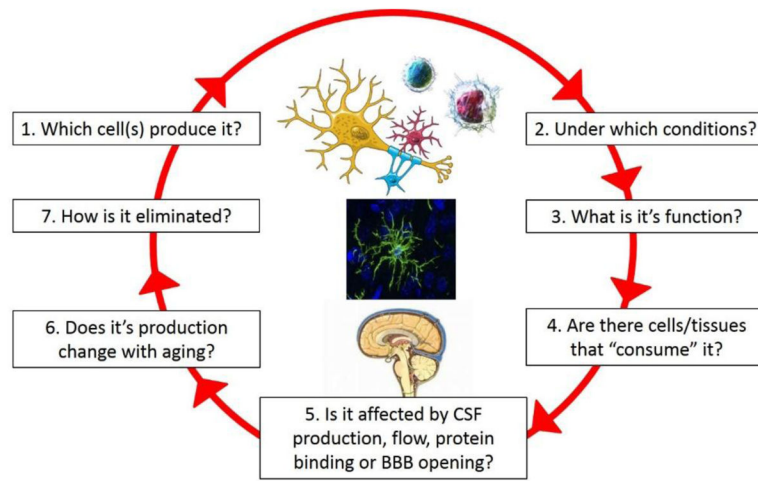 1. Which cell(s) produce it?
2. Under which conditions?
3. What is it's function?
4. Are there cells/tissues
that “consume” it?
5. Is it affected by CSF
production, flow, protein
binding or BBB opening?
6. Does it's production
change with aging?
7. How is it eliminated?